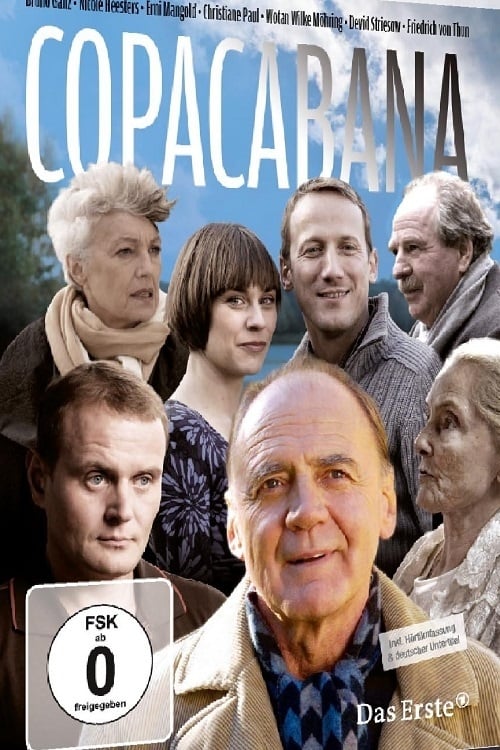 Bruno Ganz · Nicole Heesters · Erni Mangold · Christiane Paul · Wotan Wilke Möhring · Devid Striesow · Friedrich von Thun
COPACABANA
Inkl. Hörfilmfassung
& deutscher Untertitel
FSK
ab
0
freigegeben
Das Erste